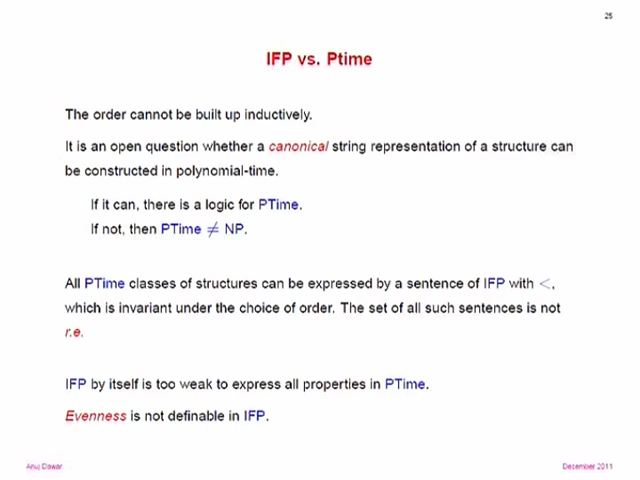 25
IFP vs. Ptime
The order cannot be built up inductively.
It is an open question whether a canonical string representation of a structure can
be constructed in polynomial-time.
If it can, there is a logic for PTime.
If not, then PTime ≠ NP.
All PTime classes of structures can be expressed by a sentence of IFP with <,
which is invariant under the choice of order. The set of all such sentences is not
r.e.
IFP by itself is too weak to express all properties in PTime.
Evenness is not definable in IFP.
Anuj Dawar
December 2011